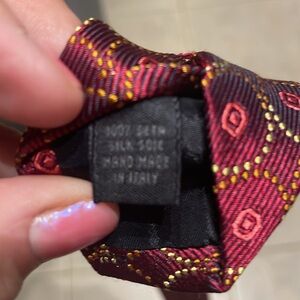 100% SETA
SILK SOIE
HAND MADE
IN ITALY